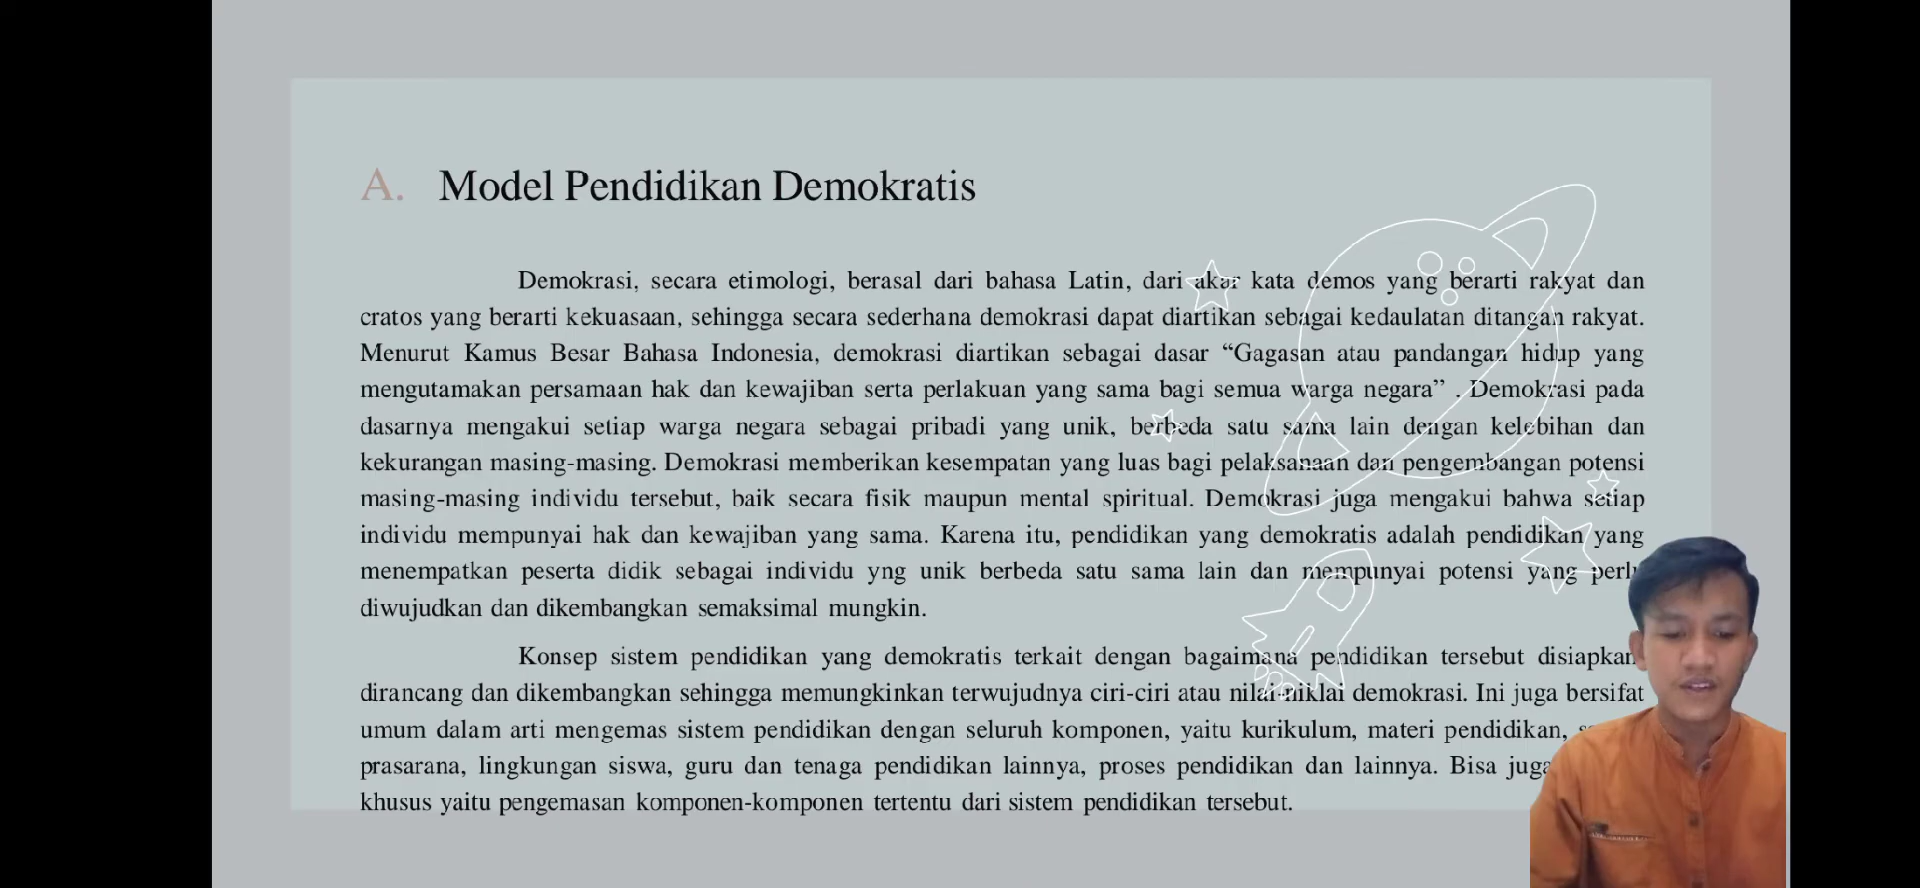 A. Model Pendidikan Demokratis
Demokrasi, secara etimologi, berasal dari bahasa Latin, dari akar kata demos yang berarti rakyat dan
cratos yang berarti kekuasaan, sehingga secara sederhana demokrasi dapat diartikan sebagai kedaulatan ditangan rakyat.
Menurut Kamus Besar Bahasa Indonesia, demokrasi diartikan sebagai dasar “Gagasan atau pandangan hidup yang
mengutamakan persamaan hak dan kewajiban serta perlakuan yang sama bagi semua warga negara” . Demokrasi pada
dasarnya mengakui setiap warga negara sebagai pribadi yang unik, berbeda satu sama lain dengan kelebihan dan
kekurangan masing-masing. Demokrasi memberikan kesempatan yang luas bagi pelaksanaan dan pengembangan potensi
masing-masing individu tersebut, baik secara fisik maupun mental spiritual. Demokrasi juga mengakui bahwa setiap
individu mempunyai hak dan kewajiban yang sama. Karena itu, pendidikan yang demokratis adalah pendidikan yang
menempatkan peserta didik sebagai individu yng unik berbeda satu sama lain dan mempunyai potensi yang
diwujudkan dan dikembangkan semaksimal mungkin.
Konsep sistem pendidikan yang demokratis terkait dengan bagaimana pendidikan tersebut disiapkan
dirancang dan dikembangkan sehingga memungkinkan terwujudnya ciri-ciri atau nilai-niklai demokrasi. Ini juga bersifat
umum dalam arti mengemas sistem pendidikan dengan seluruh komponen, yaitu kurikulum, materi pendidikan,
prasarana, lingkungan siswa, guru dan tenaga pendidikan lainnya, proses pendidikan dan lainnya. Bisa juga
khusus yaitu pengemasan komponen-komponen tertentu dari sistem pendidikan tersebut.